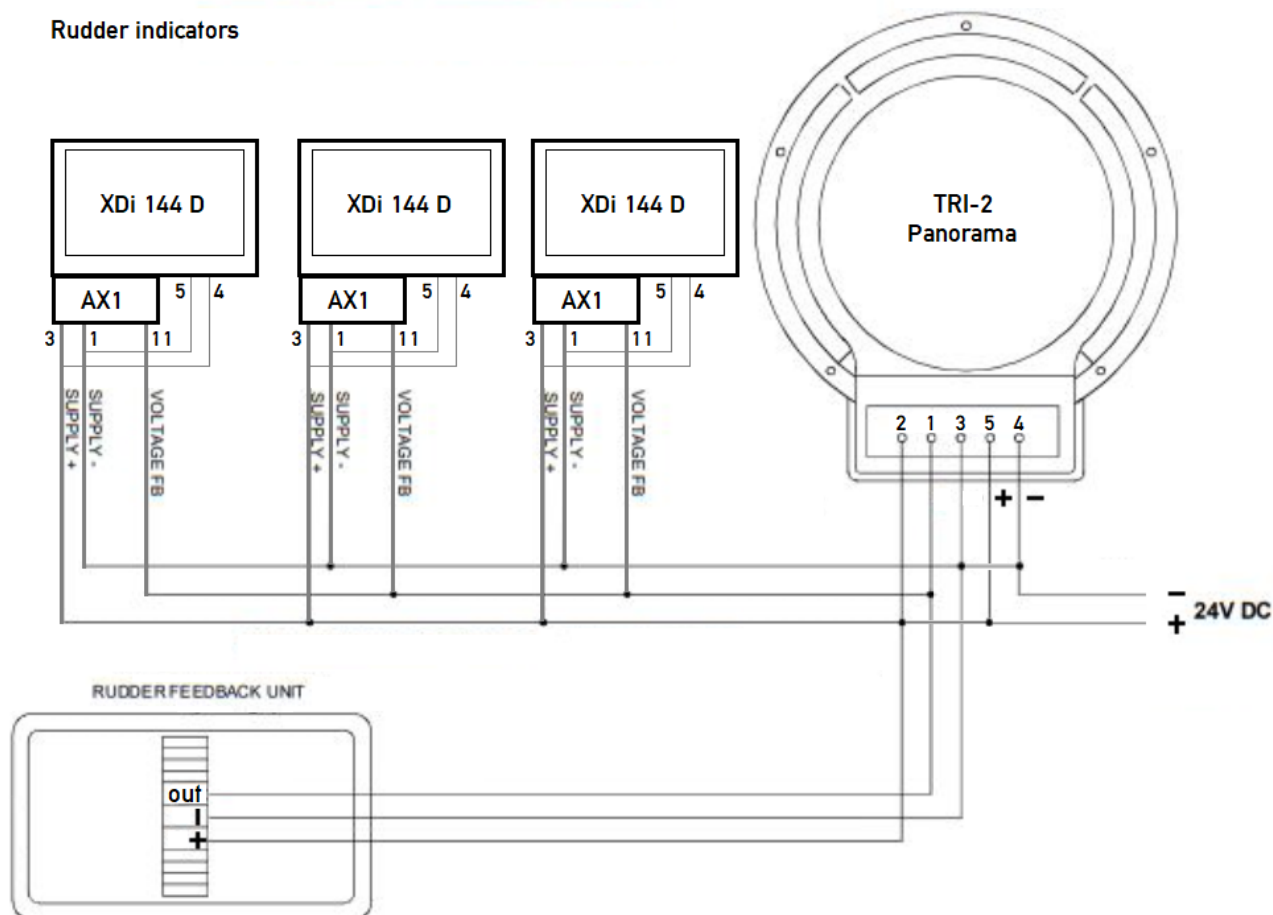 Rudder indicators
XDi 144 D
XDi 144 D
XDi 144 D
TRI-2
Panorama
AX1
5 4
AX1
5 4
AX1
5 4
3 1 11
3 1 11
3 1 11
SUPPLY +
SUPPLY -
VOLTAGE FB
SUPPLY +
SUPPLY -
VOLTAGE FB
SUPPLY +
SUPPLY -
VOLTAGE FB
2 1 3 5 4
+ −
−
+
24V DC
RUDDER FEEDBACK UNIT
out
−
+